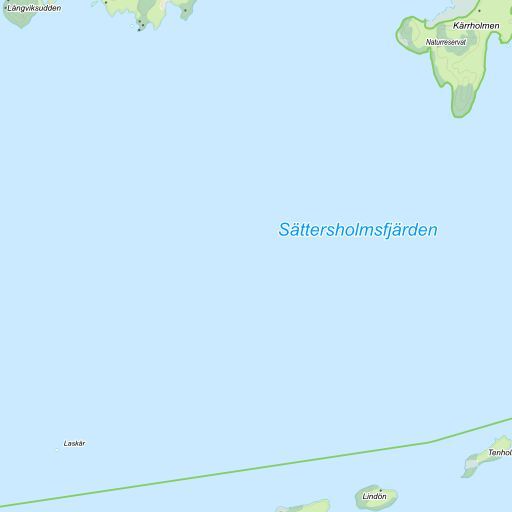 Långviksudden
Kärrholmen
Naturreservat
Sättersholmsfjärden
Laskär
Tenhol
Lindön